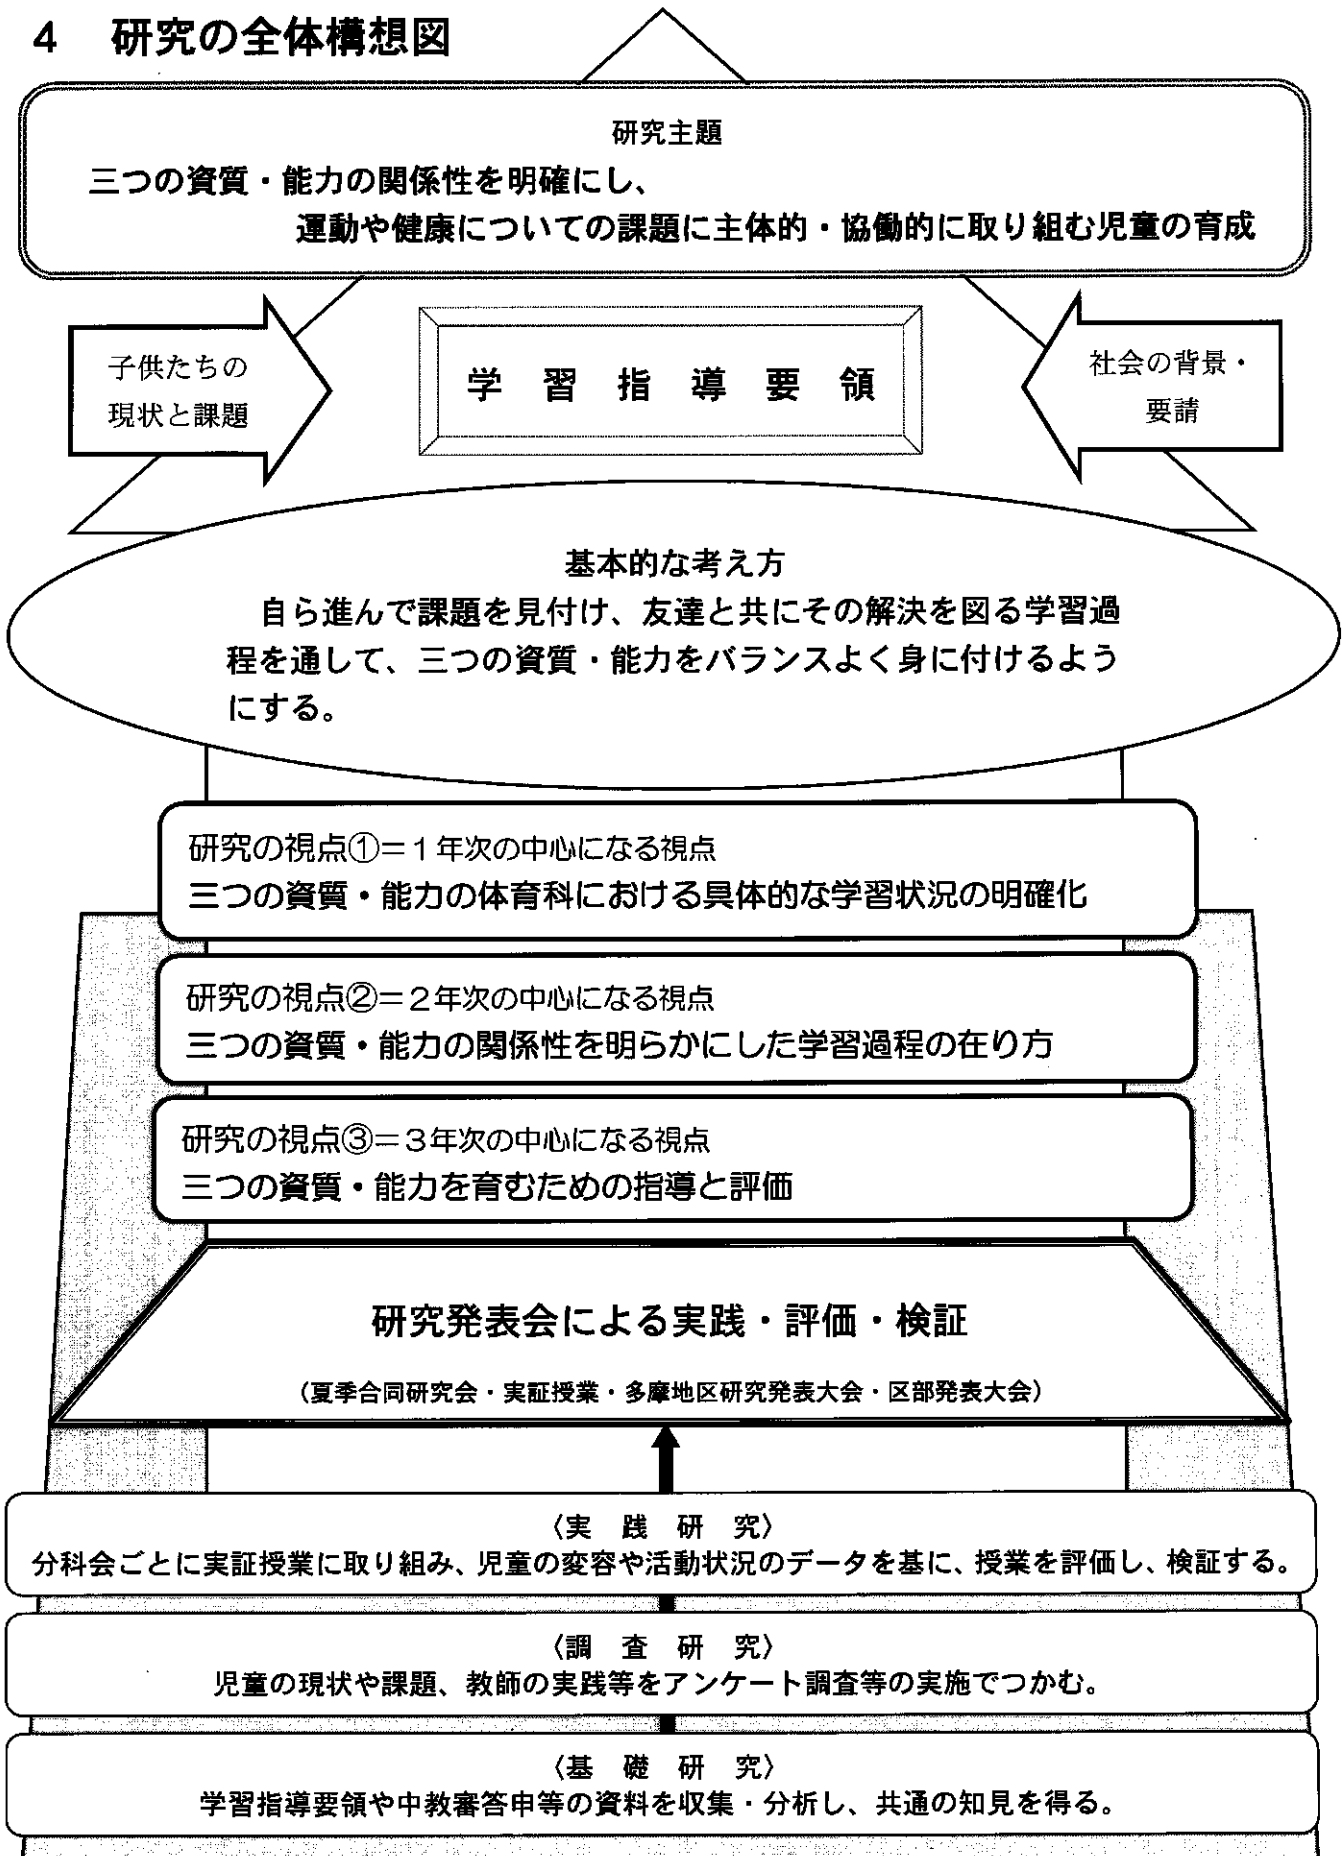 4　研究の全体構想図
研究主題
三つの資質・能力の関係性を明確にし、
運動や健康についての課題に主体的・協働的に取り組む児童の育成
子供たちの
現状と課題
学　習　指　導　要　領
社会の背景・
要請
基本的な考え方
自ら進んで課題を見付け、友達と共にその解決を図る学習過
程を通して、三つの資質・能力をバランスよく身に付けるよう
にする。
研究の視点①＝１年次の中心になる視点
三つの資質・能力の体育科における具体的な学習状況の明確化
研究の視点②＝２年次の中心になる視点
三つの資質・能力の関係性を明らかにした学習過程の在り方
研究の視点③＝３年次の中心になる視点
三つの資質・能力を育むための指導と評価
研究発表会による実践・評価・検証
（夏季合同研究会・実証授業・多摩地区研究発表大会・区部発表大会）
〈実　践　研　究〉
分科会ごとに実証授業に取り組み、児童の変容や活動状況のデータを基に、授業を評価し、検証する。
〈調　査　研　究〉
児童の現状や課題、教師の実践等をアンケート調査等の実施でつかむ。
〈基　礎　研　究〉
学習指導要領や中教審答申等の資料を収集・分析し、共通の知見を得る。